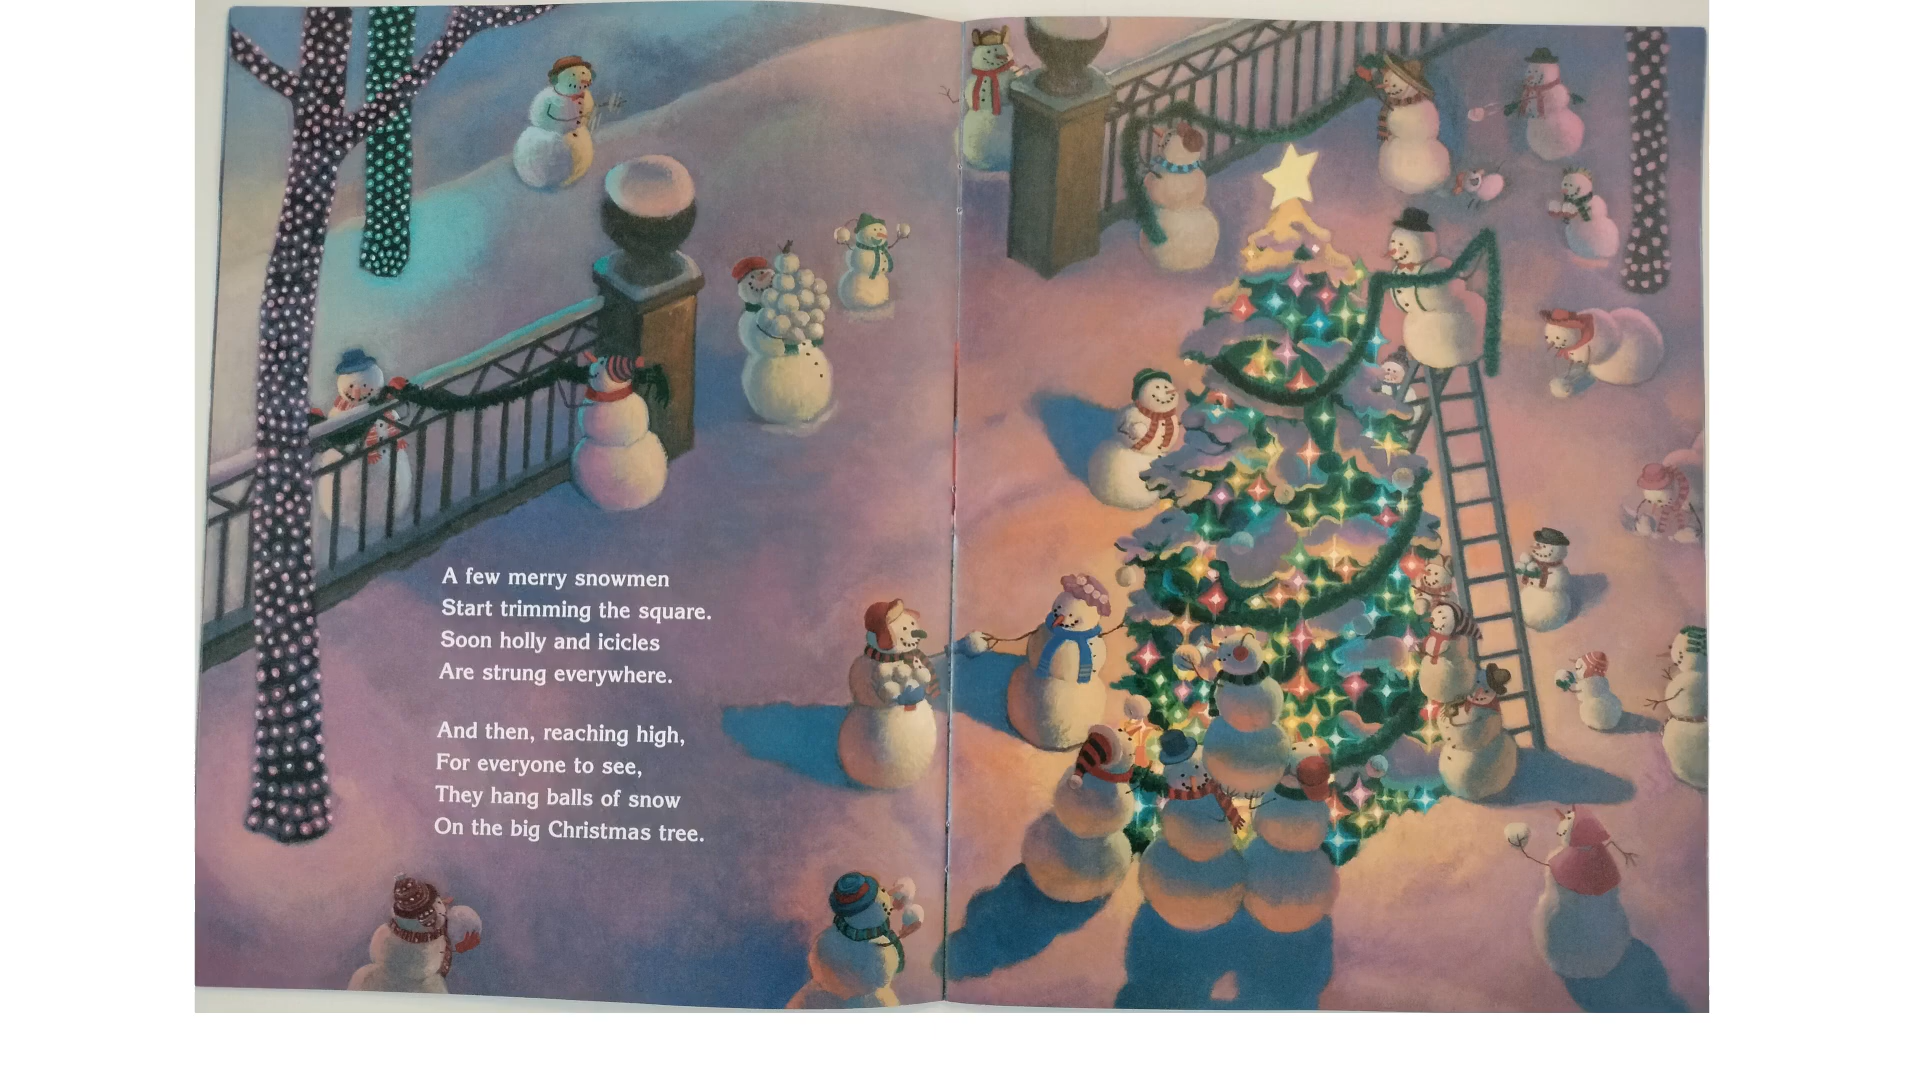 A few merry snowmen
Start trimming the square.
Soon holly and icicles
Are strung everywhere.
And then, reaching high,
For everyone to see,
They hang balls of snow
On the big Christmas tree.